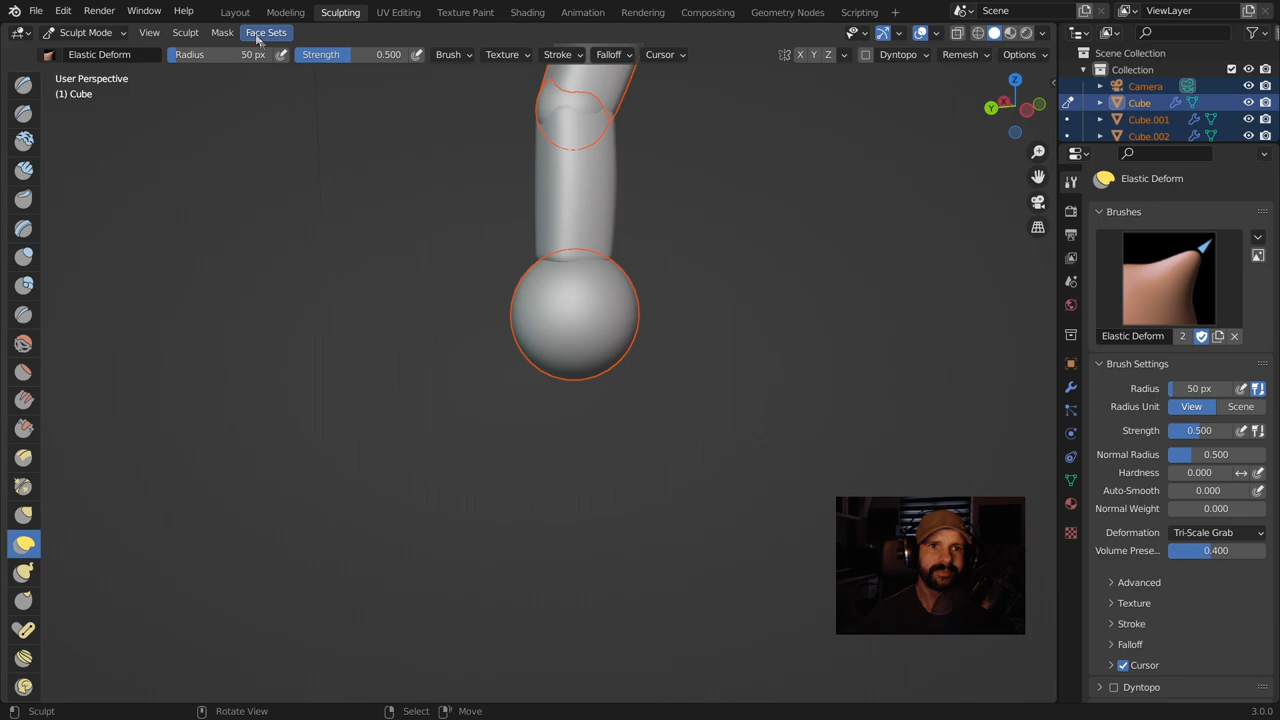 File Edit Render Window Help Layout Modeling Sculpting UV Editing Texture Paint Shading Animation Rendering Compositing Geometry Nodes Scripting + Scene ViewLayer
Sculpt Mode View Sculpt Mask Face Sets
Elastic Deform Radius 50 px Strength 0.500 Brush Texture Stroke Falloff Cursor X Y Z Dyntopo Remesh Options
User Perspective
(1) Cube
Z
X
Y
Scene Collection
Collection
Camera
Cube
Cube.001
Cube.002
Elastic Deform
Brushes
Elastic Deform 2
Brush Settings
Radius 50 px
Radius Unit View Scene
Strength 0.500
Normal Radius 0.500
Hardness 0.000
Auto-Smooth 0.000
Normal Weight 0.000
Deformation Tri-Scale Grab
Volume Prese... 0.400
Advanced
Texture
Stroke
Falloff
Cursor
Dyntopo
Sculpt Rotate View Select Move 3.0.0